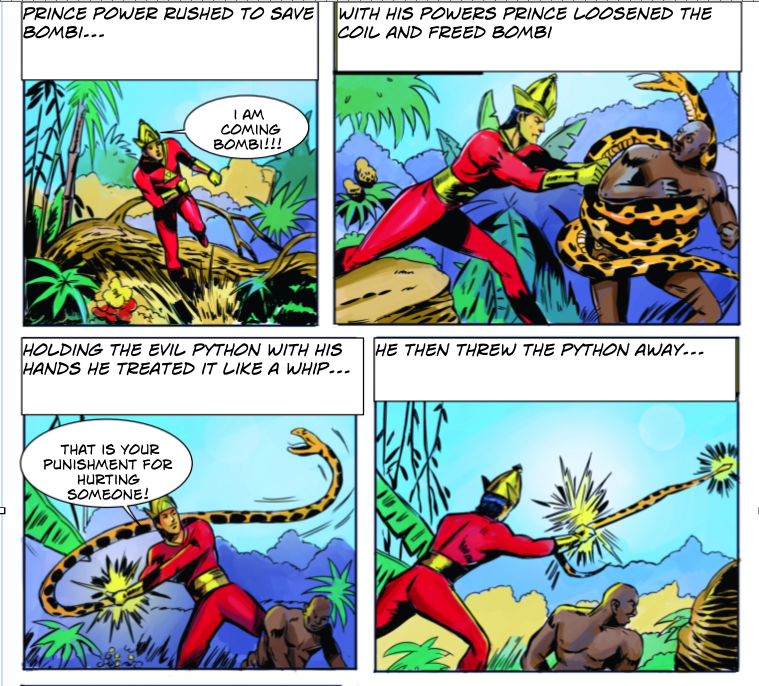 PRINCE POWER RUSHED TO SAVE
BOMBI...
I AM
COMING
BOMBI!!!
WITH HIS POWERS PRINCE LOOSENED THE
COIL AND FREED BOMBI
HOLDING THE EVIL PYTHON WITH HIS
HANDS HE TREATED IT LIKE A WHIP...
THAT IS YOUR
PUNISHMENT FOR
HURTING
SOMEONE!
HE THEN THREW THE PYTHON AWAY...